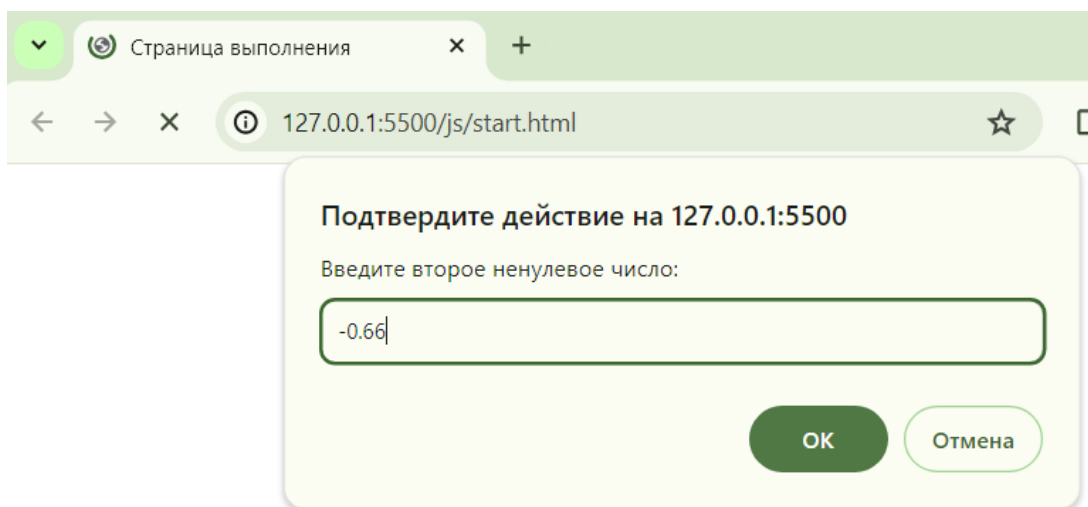 Страница выполнения
127.0.0.1:5500/js/start.html
Подтвердите действие на 127.0.0.1:5500
Введите второе ненулевое число:
-0.66
ОК Отмена